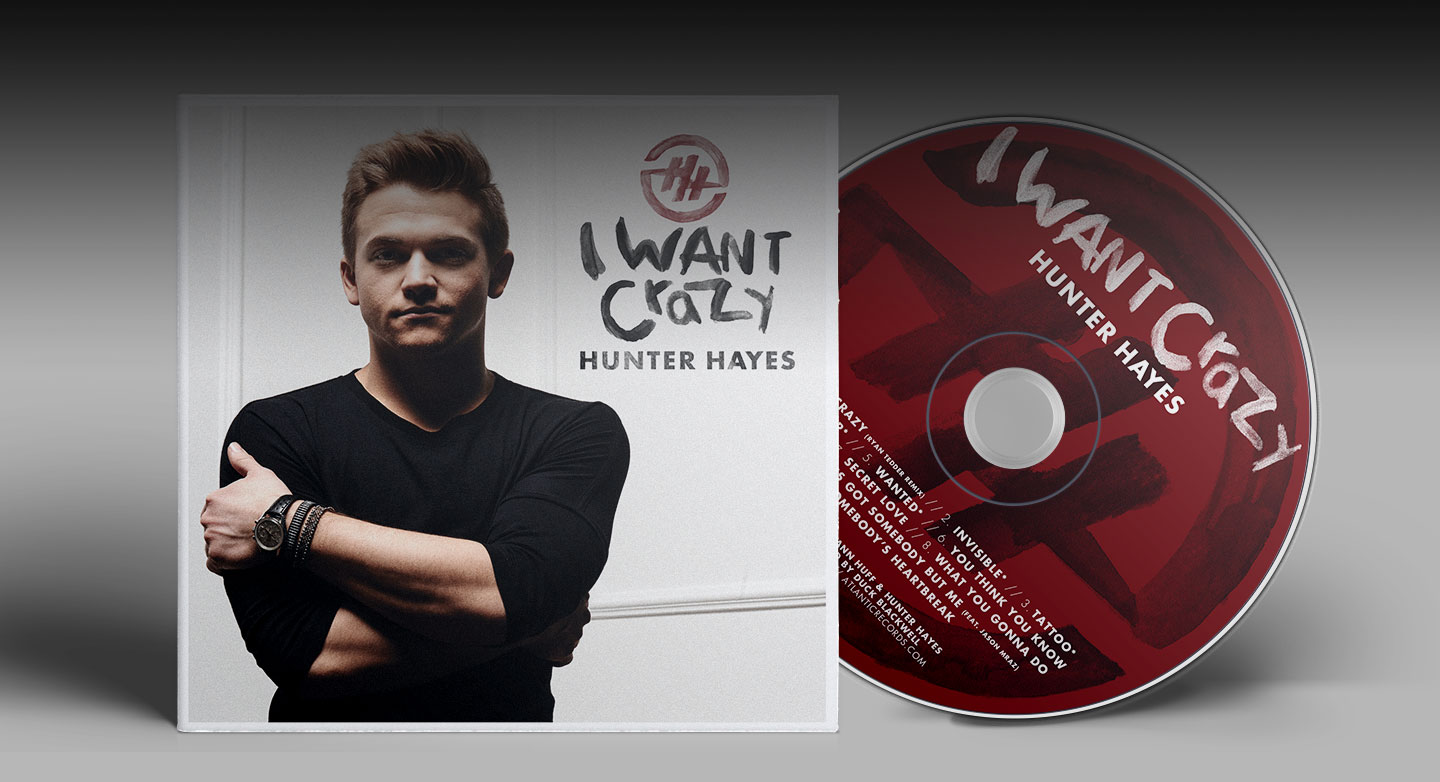 HH
I WANT
CRAZY
HUNTER HAYES
I WANT CRAZY
HUNTER HAYES
CRAZY (RYAN TEDDER REMIX) // 2. INVISIBLE* // 3. TATTOO*
// 5. WANTED* // 6. YOU THINK YOU KNOW
SECRET LOVE // 8. WHAT YOU GONNA DO
GOT SOMEBODY BUT ME (FEAT. JASON MRAZ)
SOMEBODY'S HEARTBREAK
HUFF & HUNTER HAYES
BY DUCK BLACKWELL
ATLANTICRECORDS.COM